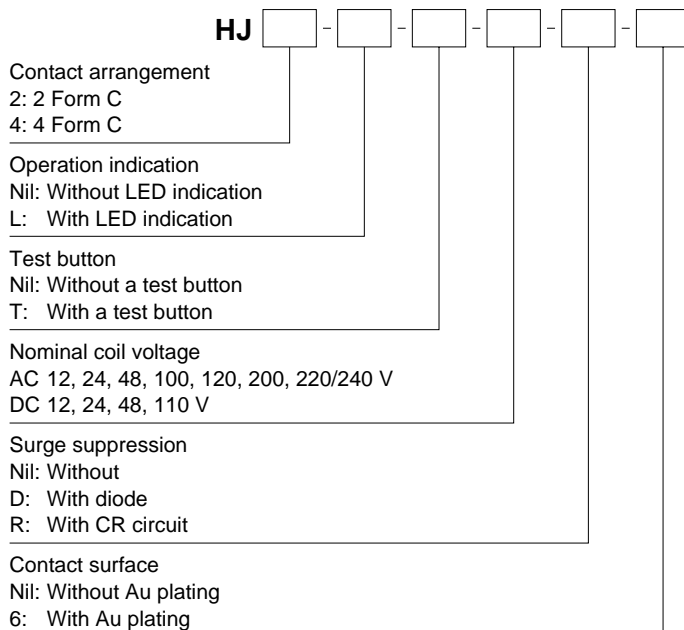 HJ - - - - -
Contact arrangement
2: 2 Form C
4: 4 Form C
Operation indication
Nil: Without LED indication
L: With LED indication
Test button
Nil: Without a test button
T: With a test button
Nominal coil voltage
AC 12, 24, 48, 100, 120, 200, 220/240 V
DC 12, 24, 48, 110 V
Surge suppression
Nil: Without
D: With diode
R: With CR circuit
Contact surface
Nil: Without Au plating
6: With Au plating